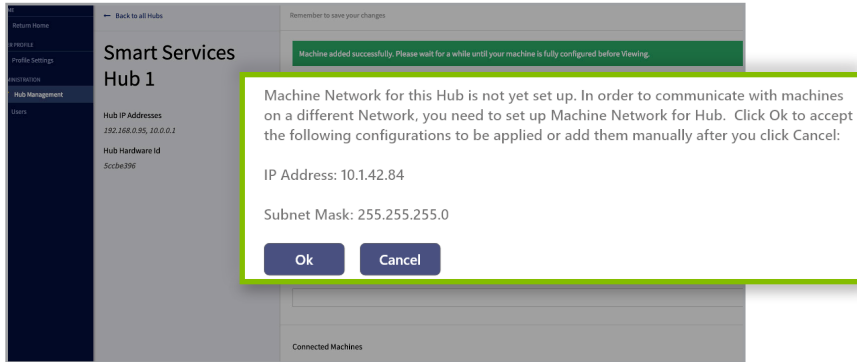 Return Home
PROFILE
Profile Settings
Hub Management
Users
← Back to all Hubs
Smart Services
Hub 1
Hub IP Addresses
192.168.0.95, 10.0.0.1
Hub Hardware Id
5ccbe396
Remember to save your changes
Machine added successfully. Please wait for a while until your machine is fully configured before Viewing.
Machine Network for this Hub is not yet set up. In order to communicate with machines
on a different Network, you need to set up Machine Network for Hub. Click Ok to accept
the following configurations to be applied or add them manually after you click Cancel:
IP Address: 10.1.42.84
Subnet Mask: 255.255.255.0
Ok
Cancel
Connected Machines